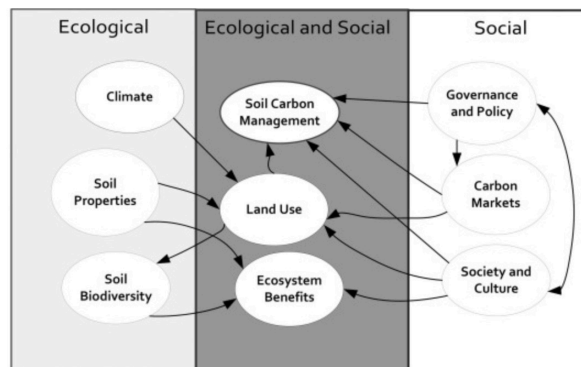 Ecological
Ecological and Social
Social
Climate
Soil Carbon
Management
Governance
and Policy
Soil
Properties
Land Use
Carbon
Markets
Soil
Biodiversity
Ecosystem
Benefits
Society and
Culture